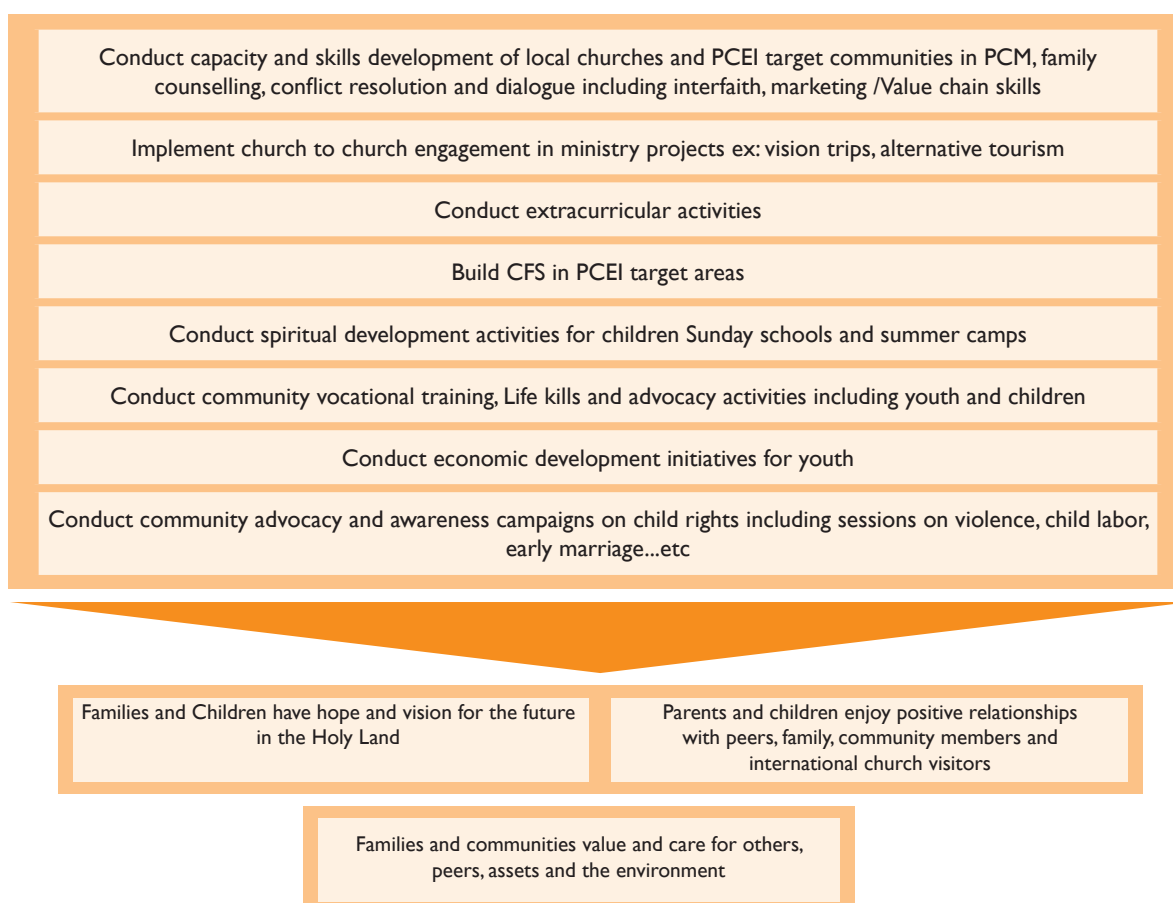 Conduct capacity and skills development of local churches and PCEI target communities in PCM, family
counselling, conflict resolution and dialogue including interfaith, marketing /Value chain skills
Implement church to church engagement in ministry projects ex: vision trips, alternative tourism
Conduct extracurricular activities
Build CFS in PCEI target areas
Conduct spiritual development activities for children Sunday schools and summer camps
Conduct community vocational training, Life kills and advocacy activities including youth and children
Conduct economic development initiatives for youth
Conduct community advocacy and awareness campaigns on child rights including sessions on violence, child labor,
early marriage...etc
Families and Children have hope and vision for the future
in the Holy Land
Parents and children enjoy positive relationships
with peers, family, community members and
international church visitors
Families and communities value and care for others,
peers, assets and the environment